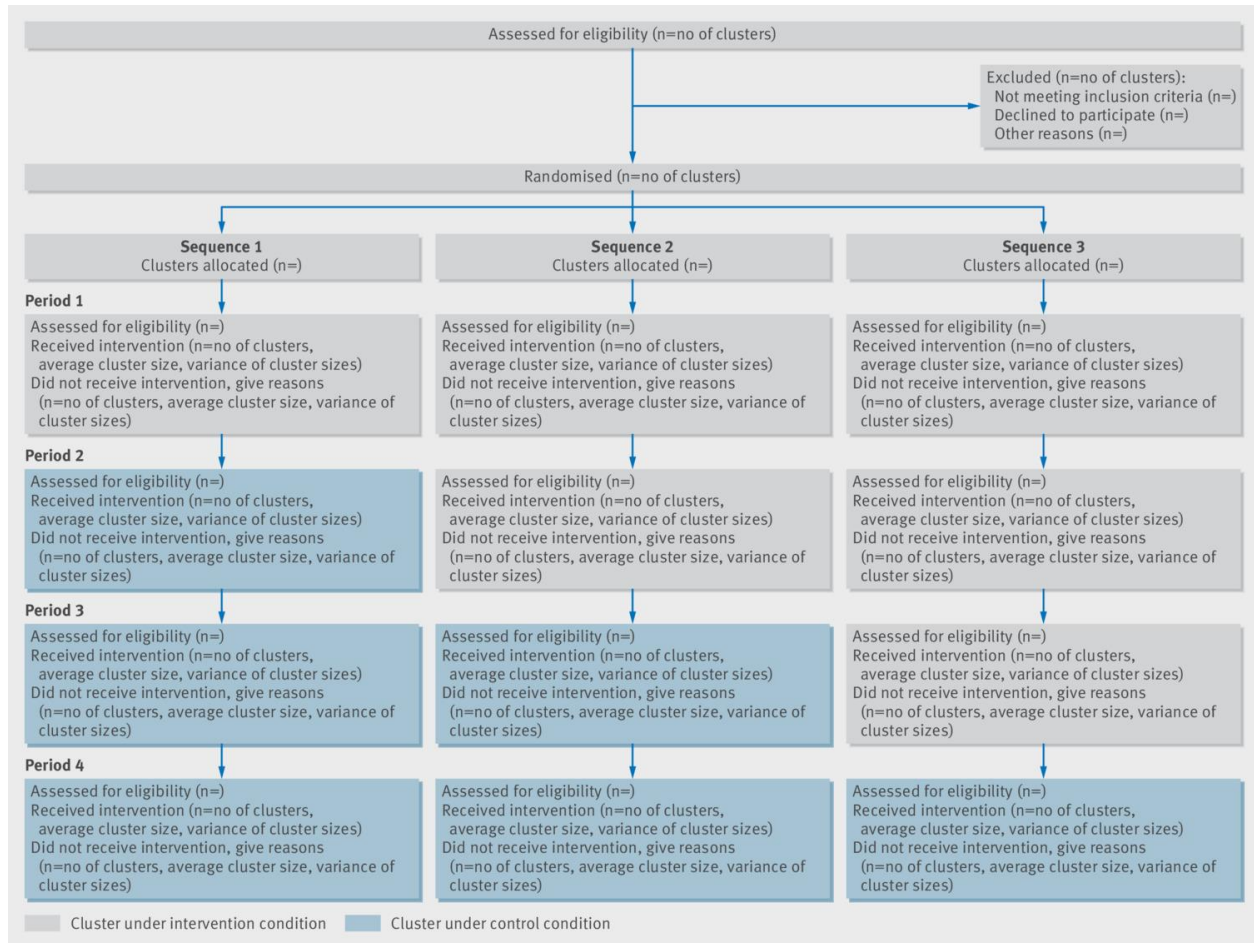 Assessed for eligibility (n=no of clusters)
Excluded (n=no of clusters):
Not meeting inclusion criteria (n=)
Declined to participate (n=)
Other reasons (n=)
Randomised (n=no of clusters)
Sequence 1
Clusters allocated (n=)
Sequence 2
Clusters allocated (n=)
Sequence 3
Clusters allocated (n=)
Period 1
Assessed for eligibility (n=)
Received intervention (n=no of clusters,
average cluster size, variance of cluster sizes)
Did not receive intervention, give reasons
(n=no of clusters, average cluster size, variance of
cluster sizes)
Assessed for eligibility (n=)
Received intervention (n=no of clusters,
average cluster size, variance of cluster sizes)
Did not receive intervention, give reasons
(n=no of clusters, average cluster size, variance of
cluster sizes)
Assessed for eligibility (n=)
Received intervention (n=no of clusters,
average cluster size, variance of cluster sizes)
Did not receive intervention, give reasons
(n=no of clusters, average cluster size, variance of
cluster sizes)
Period 2
Assessed for eligibility (n=)
Received intervention (n=no of clusters,
average cluster size, variance of cluster sizes)
Did not receive intervention, give reasons
(n=no of clusters, average cluster size, variance of
cluster sizes)
Assessed for eligibility (n=)
Received intervention (n=no of clusters,
average cluster size, variance of cluster sizes)
Did not receive intervention, give reasons
(n=no of clusters, average cluster size, variance of
cluster sizes)
Assessed for eligibility (n=)
Received intervention (n=no of clusters,
average cluster size, variance of cluster sizes)
Did not receive intervention, give reasons
(n=no of clusters, average cluster size, variance of
cluster sizes)
Period 3
Assessed for eligibility (n=)
Received intervention (n=no of clusters,
average cluster size, variance of cluster sizes)
Did not receive intervention, give reasons
(n=no of clusters, average cluster size, variance of
cluster sizes)
Assessed for eligibility (n=)
Received intervention (n=no of clusters,
average cluster size, variance of cluster sizes)
Did not receive intervention, give reasons
(n=no of clusters, average cluster size, variance of
cluster sizes)
Assessed for eligibility (n=)
Received intervention (n=no of clusters,
average cluster size, variance of cluster sizes)
Did not receive intervention, give reasons
(n=no of clusters, average cluster size, variance of
cluster sizes)
Period 4
Assessed for eligibility (n=)
Received intervention (n=no of clusters,
average cluster size, variance of cluster sizes)
Did not receive intervention, give reasons
(n=no of clusters, average cluster size, variance of
cluster sizes)
Assessed for eligibility (n=)
Received intervention (n=no of clusters,
average cluster size, variance of cluster sizes)
Did not receive intervention, give reasons
(n=no of clusters, average cluster size, variance of
cluster sizes)
Assessed for eligibility (n=)
Received intervention (n=no of clusters,
average cluster size, variance of cluster sizes)
Did not receive intervention, give reasons
(n=no of clusters, average cluster size, variance of
cluster sizes)
Cluster under intervention condition
Cluster under control condition